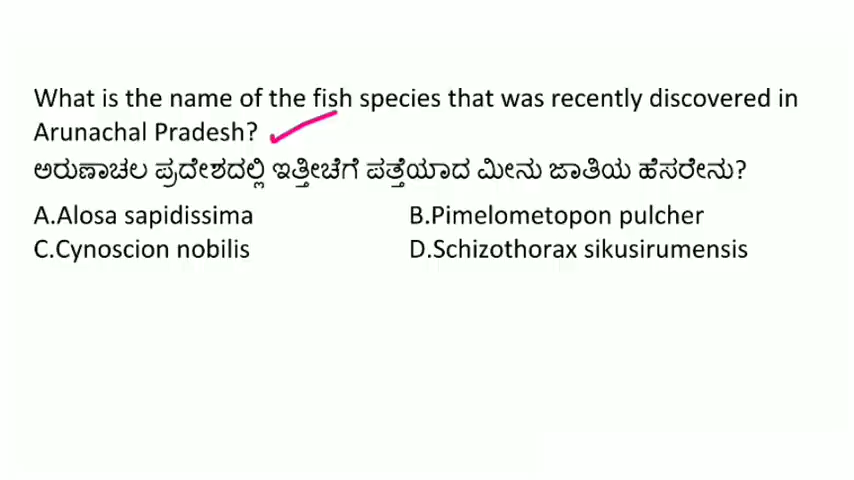 What is the name of the fish species that was recently discovered in
Arunachal Pradesh?
ಅರುಣಾಚಲ ಪ್ರದೇಶದಲ್ಲಿ ಇತ್ತೀಚೆಗೆ ಪತ್ತೆಯಾದ ಮೀನು ಜಾತಿಯ ಹೆಸರೇನು?
A.Alosa sapidissima B.Pimelometopon pulcher
C.Cynoscion nobilis D.Schizothorax sikusirumensis